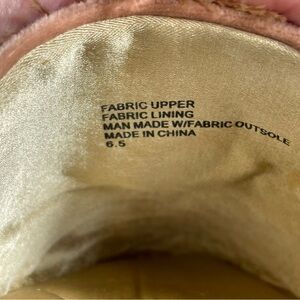 FABRIC UPPER
FABRIC LINING
MAN MADE W/FABRIC OUTSOLE
MADE IN CHINA
6.5